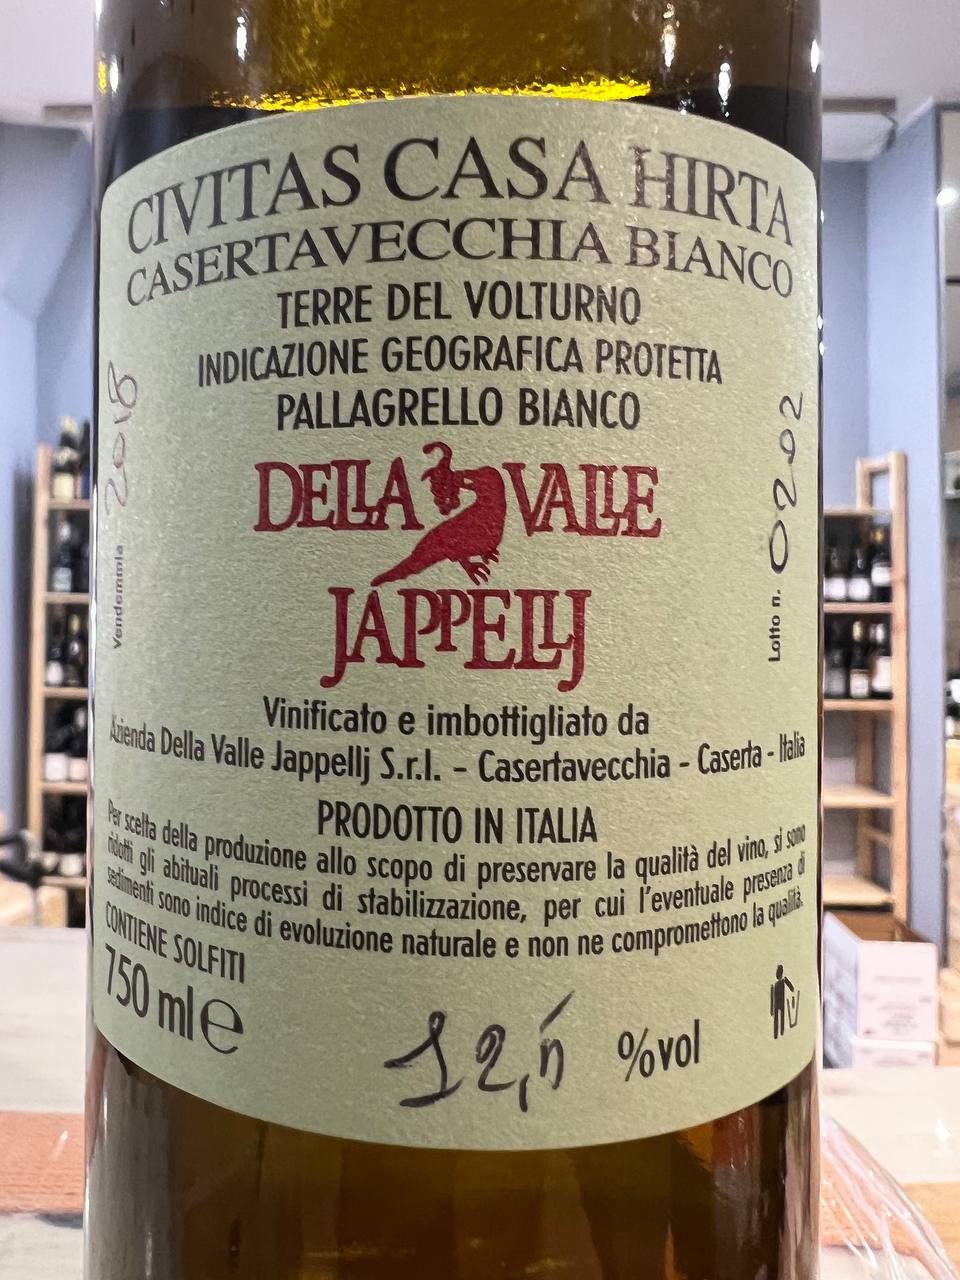 CIVITAS CASA HIRTA
CASERTAVECCHIA BIANCO
TERRE DEL VOLTURNO
INDICAZIONE GEOGRAFICA PROTETTA
PALLAGRELLO BIANCO
Vendemmia 2018
Lotto n. 0202
DELLA VALLE
JAPPELLJ
Vinificato e imbottigliato da
Azienda Della Valle Jappellj S.r.l. - Casertavecchia - Caserta - Italia
PRODOTTO IN ITALIA
Per scelta della produzione allo scopo di preservare la qualità del vino, si sono
ridotti gli abituali processi di stabilizzazione, per cui l'eventuale presenza di
sedimenti sono indice di evoluzione naturale e non ne compromettono la qualità.
CONTIENE SOLFITI
750 ml e
12,5 %vol